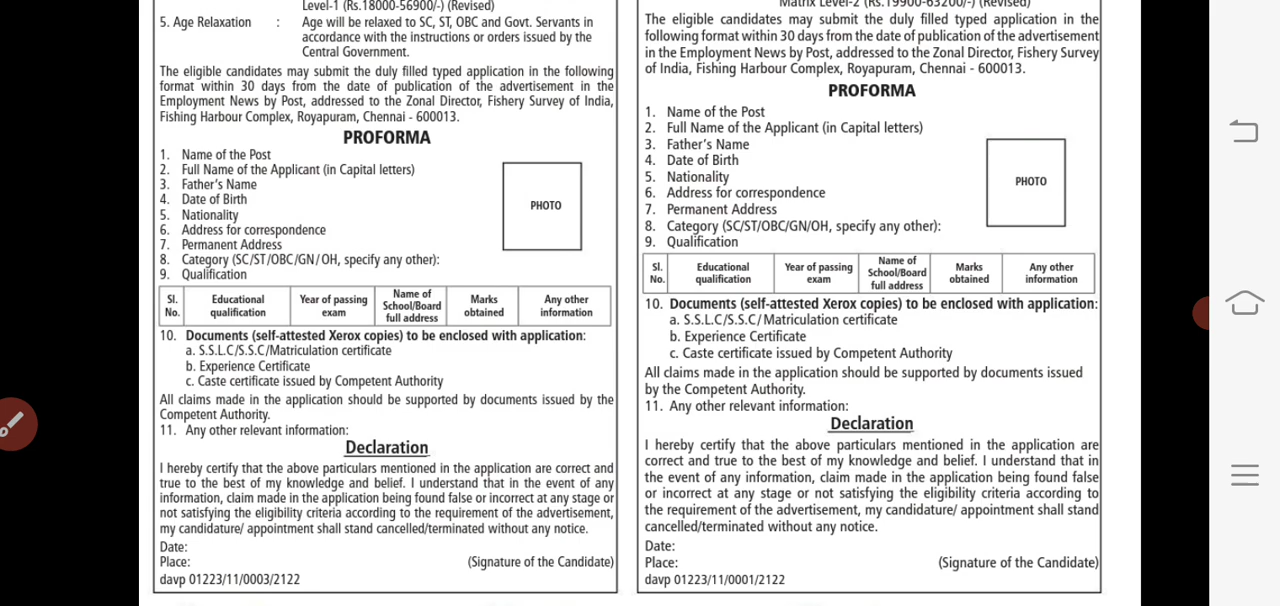 Level-1 (Rs.18000-56900/-) (Revised)
5. Age Relaxation : Age will be relaxed to SC, ST, OBC and Govt. Servants in
accordance with the instructions or orders issued by the
Central Government.
The eligible candidates may submit the duly filled typed application in the following
format within 30 days from the date of publication of the advertisement in the
Employment News by Post, addressed to the Zonal Director, Fishery Survey of India,
Fishing Harbour Complex, Royapuram, Chennai - 600013.
PROFORMA
1. Name of the Post
2. Full Name of the Applicant (in Capital letters)
3. Father's Name
4. Date of Birth
5. Nationality
6. Address for correspondence
7. Permanent Address
8. Category (SC/ST/OBC/GN/OH, specify any other):
9. Qualification
PHOTO
Sl. No. Educational qualification Year of passing exam Name of School/Board full address Marks obtained Any other information
10. Documents (self-attested Xerox copies) to be enclosed with application:
a. S.S.L.C/S.S.C/Matriculation certificate
b. Experience Certificate
c. Caste certificate issued by Competent Authority
All claims made in the application should be supported by documents issued by the
Competent Authority.
11. Any other relevant information:
Declaration
I hereby certify that the above particulars mentioned in the application are correct and
true to the best of my knowledge and belief. I understand that in the event of any
information, claim made in the application being found false or incorrect at any stage or
not satisfying the eligibility criteria according to the requirement of the advertisement,
my candidature/ appointment shall stand cancelled/terminated without any notice.
Date:
Place: (Signature of the Candidate)
davp 01223/11/0003/2122
Matrix Level-2 (Rs.19900-63200/-) (Revised)
The eligible candidates may submit the duly filled typed application in the
following format within 30 days from the date of publication of the advertisement
in the Employment News by Post, addressed to the Zonal Director, Fishery Survey
of India, Fishing Harbour Complex, Royapuram, Chennai - 600013.
PROFORMA
1. Name of the Post
2. Full Name of the Applicant (in Capital letters)
3. Father's Name
4. Date of Birth
5. Nationality
6. Address for correspondence
7. Permanent Address
8. Category (SC/ST/OBC/GN/OH, specify any other):
9. Qualification
PHOTO
Sl. No. Educational qualification Year of passing exam Name of School/Board full address Marks obtained Any other information
10. Documents (self-attested Xerox copies) to be enclosed with application:
a. S.S.L.C/S.S.C/Matriculation certificate
b. Experience Certificate
c. Caste certificate issued by Competent Authority
All claims made in the application should be supported by documents issued
by the Competent Authority.
11. Any other relevant information:
Declaration
I hereby certify that the above particulars mentioned in the application are
correct and true to the best of my knowledge and belief. I understand that in
the event of any information, claim made in the application being found false
or incorrect at any stage or not satisfying the eligibility criteria according to
the requirement of the advertisement, my candidature/ appointment shall stand
cancelled/terminated without any notice.
Date:
Place: (Signature of the Candidate)
davp 01223/11/0001/2122